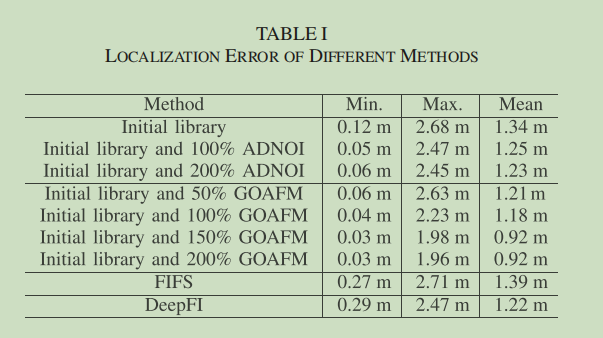 TABLE I
LOCALIZATION ERROR OF DIFFERENT METHODS
Method Min. Max. Mean
Initial library 0.12 m 2.68 m 1.34 m
Initial library and 100% ADNOI 0.05 m 2.47 m 1.25 m
Initial library and 200% ADNOI 0.06 m 2.45 m 1.23 m
Initial library and 50% GOAFM 0.06 m 2.63 m 1.21 m
Initial library and 100% GOAFM 0.04 m 2.23 m 1.18 m
Initial library and 150% GOAFM 0.03 m 1.98 m 0.92 m
Initial library and 200% GOAFM 0.03 m 1.96 m 0.92 m
FIFS 0.27 m 2.71 m 1.39 m
DeepFI 0.29 m 2.47 m 1.22 m